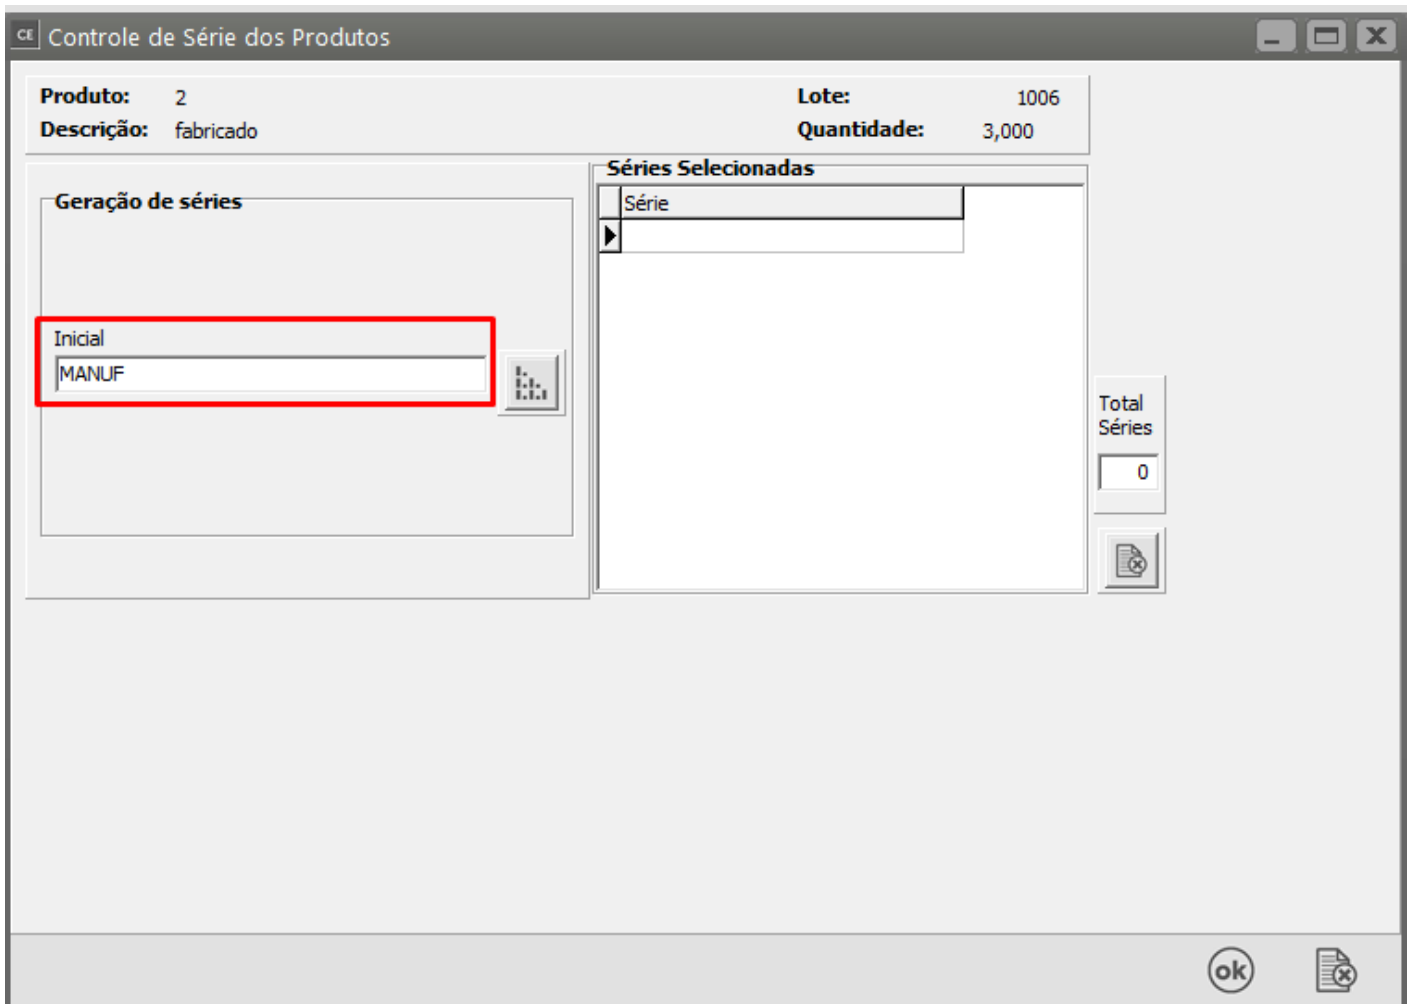 CE Controle de Série dos Produtos
Produto: 2 Lote: 1006
Descrição: fabricado Quantidade: 3,000
Geração de séries
Inicial
MANUF
Séries Selecionadas
Série
Total
Séries
0
ok